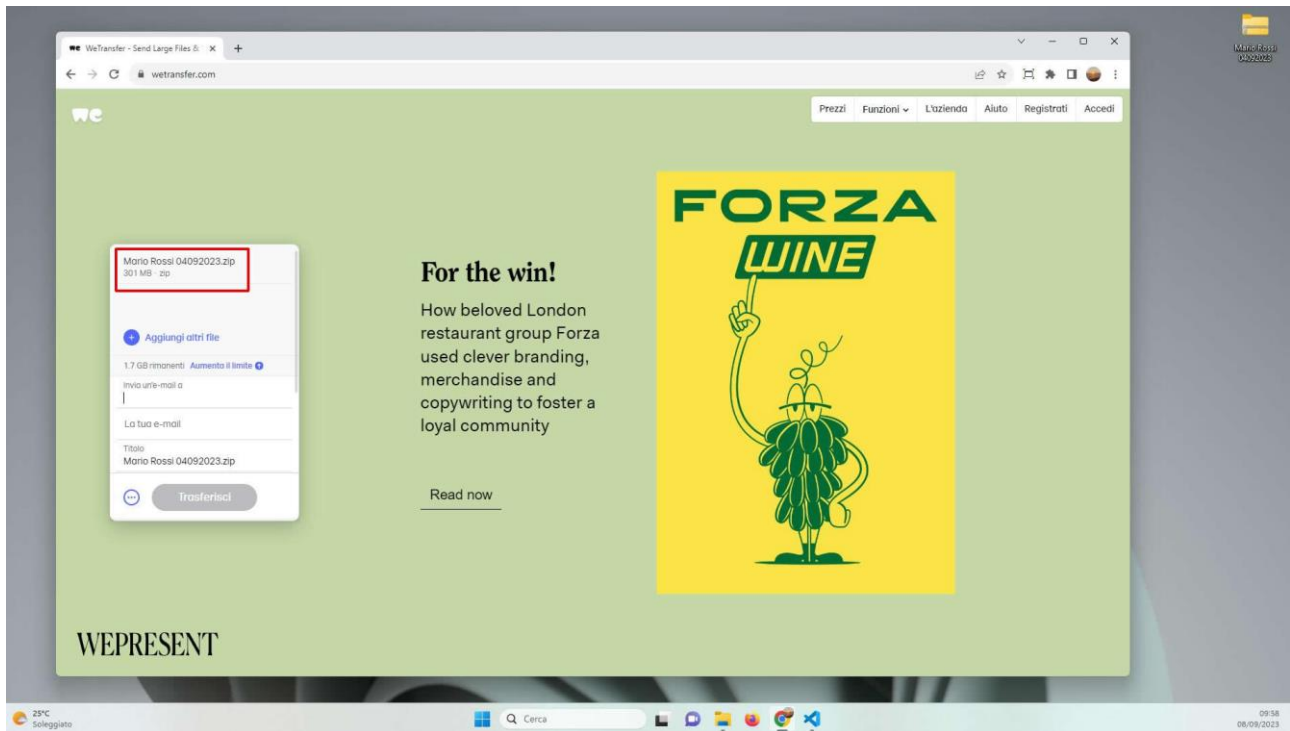 WeTransfer - Send Large Files &
wetransfer.com
Mario Rossi
04092023
we
Prezzi Funzioni L'azienda Aiuto Registrati Accedi
Mario Rossi 04092023.zip
301 MB · zip
Aggiungi altri file
1.7 GB rimanenti Aumenta il limite
Invia un'e-mail a
La tua e-mail
Titolo
Mario Rossi 04092023.zip
Trasferisci
For the win!
How beloved London
restaurant group Forza
used clever branding,
merchandise and
copywriting to foster a
loyal community
Read now
FORZA
WINE
WEPRESENT
25°C
Soleggiato
Cerca
09:58
08/09/2023